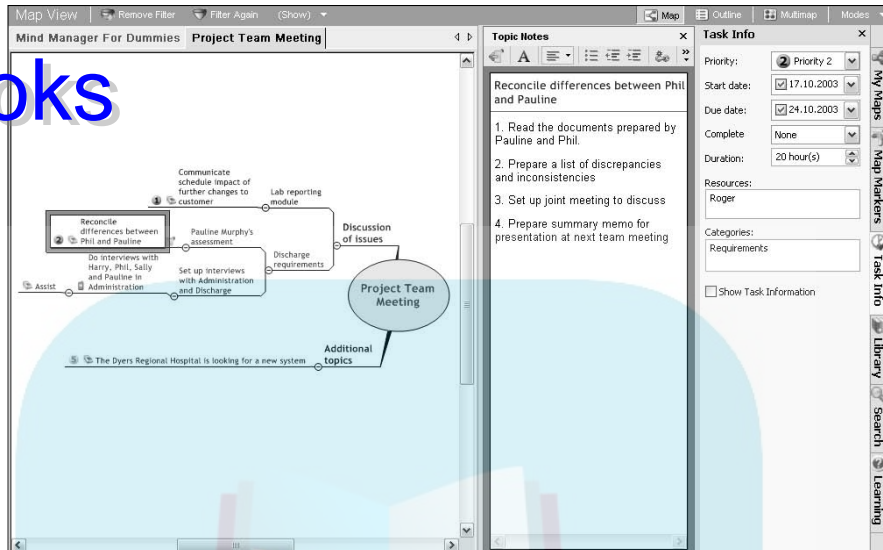 Map View Remove Filter Filter Again (Show) Map Outline Multimap Modes
Mind Manager For Dummies Project Team Meeting
oks
Communicate
schedule impact of
further changes to
1 customer
Lab reporting
module
Reconcile
differences between
2 Phil and Pauline
Pauline Murphy's
assessment
Discussion
of issues
Do interviews with
Harry, Phil, Sally
and Pauline in
Administration
Assist
Set up interviews
with Administration
and Discharge
Discharge
requirements
Project Team
Meeting
Additional
topics
5 The Dyers Regional Hospital is looking for a new system
Topic Notes
Reconcile differences between Phil
and Pauline
1. Read the documents prepared by
Pauline and Phil.
2. Prepare a list of discrepancies
and inconsistencies
3. Set up joint meeting to discuss
4. Prepare summary memo for
presentation at next team meeting
Task Info
Priority: 2 Priority 2
Start date: 17.10.2003
Due date: 24.10.2003
Complete None
Duration: 20 hour(s)
Resources:
Roger
Categories:
Requirements
Show Task Information
My Maps
Map Markers
Task Info
Library
Search
Learning